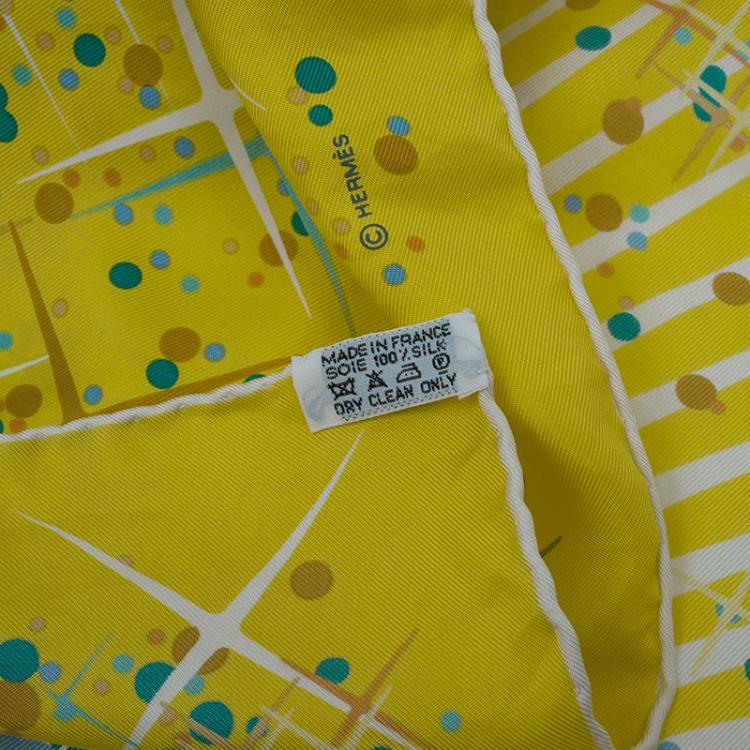 © HERMÈS
MADE IN FRANCE
SOIE 100% SILK
DRY CLEAN ONLY